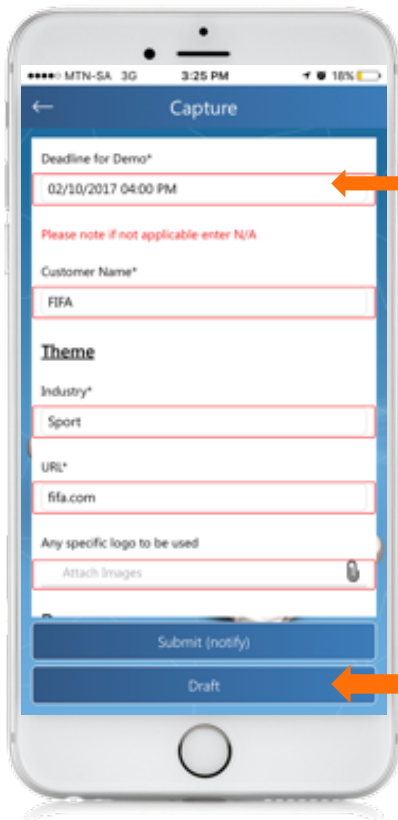 MTN-SA 3G 3:25 PM 18%
Capture
Deadline for Demo*
02/10/2017 04:00 PM
Please note if not applicable enter N/A
Customer Name*
FIFA
Theme
Industry*
Sport
URL*
fifa.com
Any specific logo to be used
Attach Images
Submit (notify)
Draft